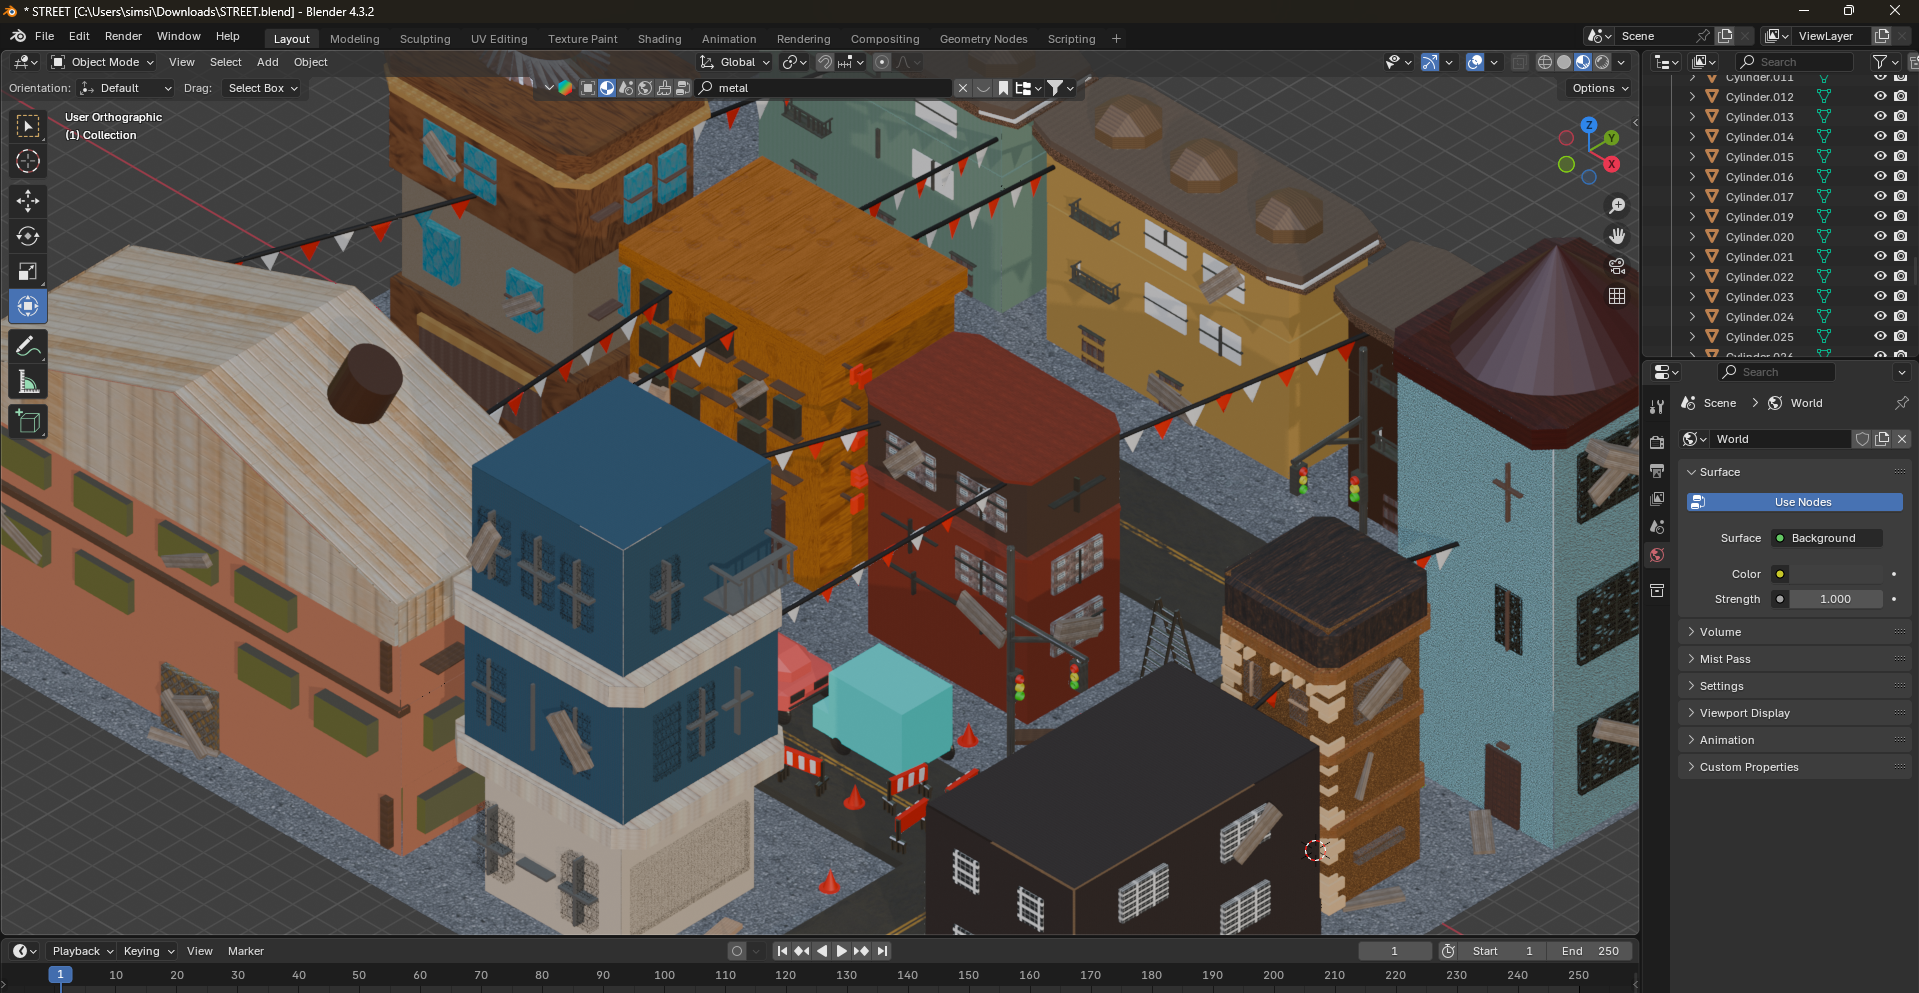 * STREET [C:\Users\simsi\Downloads\STREET.blend] - Blender 4.3.2
File Edit Render Window Help
Layout Modeling Sculpting UV Editing Texture Paint Shading Animation Rendering Compositing Geometry Nodes Scripting +
Scene
ViewLayer
Object Mode View Select Add Object
Global
Search
Orientation: Default Drag: Select Box
metal
Options
User Orthographic
(1) Collection
Z
Y
X
Cylinder.011
Cylinder.012
Cylinder.013
Cylinder.014
Cylinder.015
Cylinder.016
Cylinder.017
Cylinder.019
Cylinder.020
Cylinder.021
Cylinder.022
Cylinder.023
Cylinder.024
Cylinder.025
Cylinder.026
Search
Scene > World
World
Surface
Use Nodes
Surface Background
Color
Strength 1.000
Volume
Mist Pass
Settings
Viewport Display
Animation
Custom Properties
Playback Keying View Marker
1
Start 1
End 250
1 10 20 30 40 50 60 70 80 90 100 110 120 130 140 150 160 170 180 190 200 210 220 230 240 250